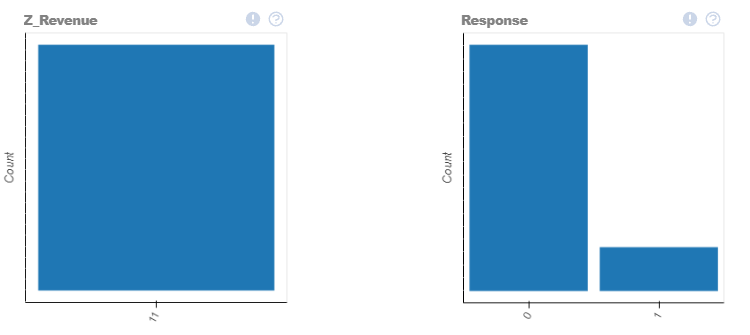 Z_Revenue ! ?
Count
11
Response ! ?
Count
0 1